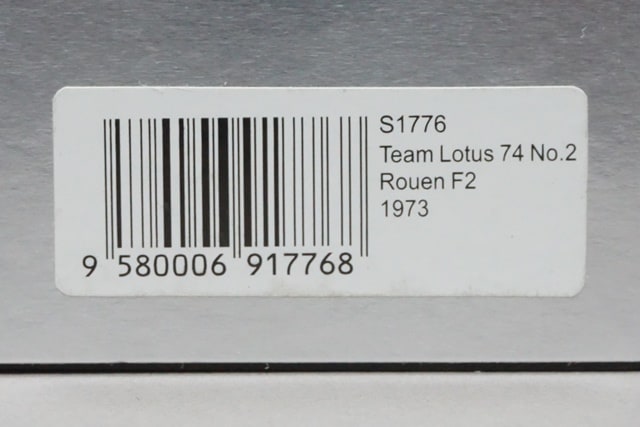 S1776
Team Lotus 74 No.2
Rouen F2
1973
9 580006 917768